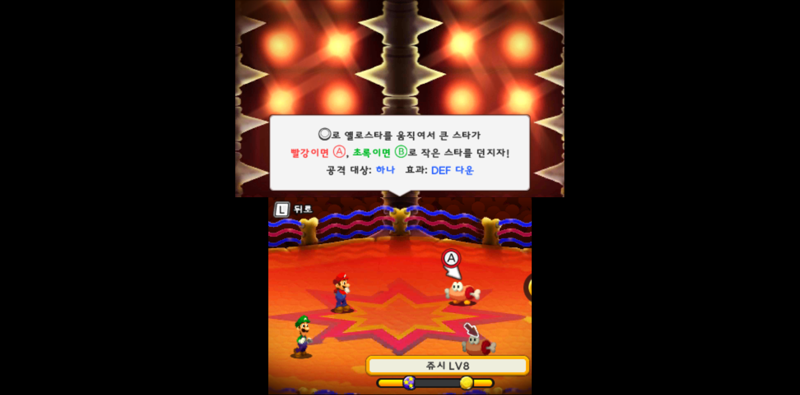 로 옐로스타를 움직여서 큰 스타가
빨강이면 Ⓐ, 초록이면 Ⓑ로 작은 스타를 던지자!
공격 대상: 하나 효과: DEF 다운
L 뒤로
A
쥬시 LV8